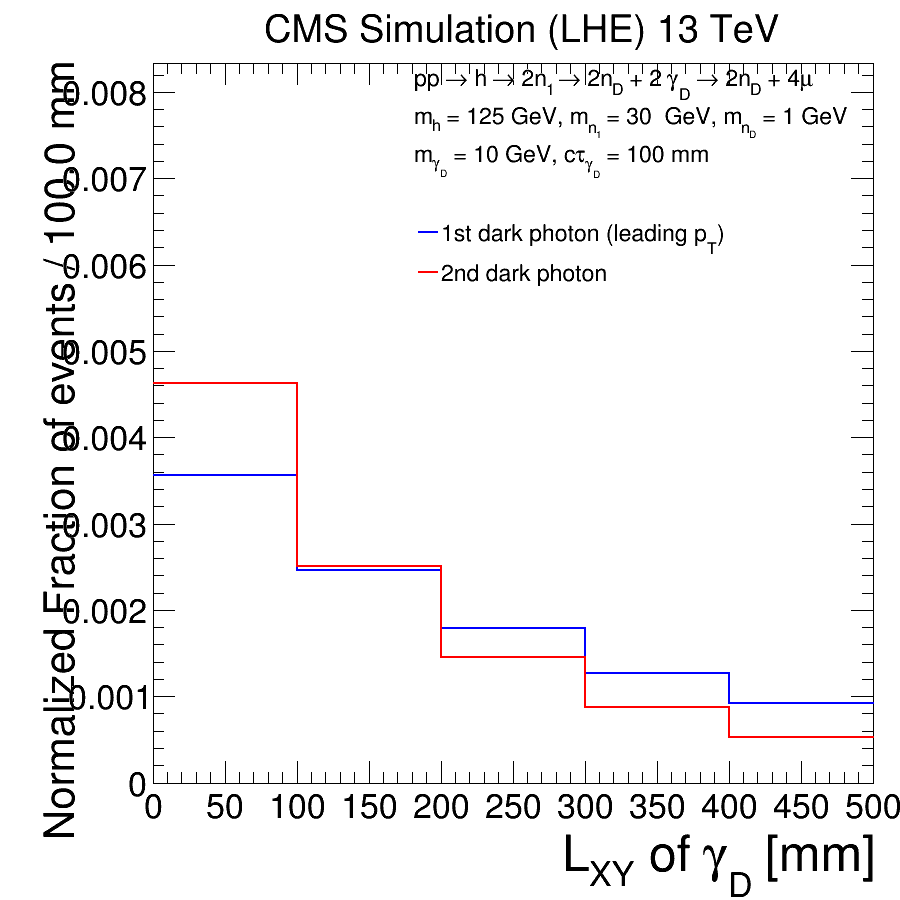 CMS Simulation (LHE) 13 TeV
pp → h → 2n1 → 2nD + 2 γD → 2nD + 4μ
mh = 125 GeV, mn1 = 30 GeV, mnD = 1 GeV
mγD = 10 GeV, cτγD = 100 mm
1st dark photon (leading pT)
2nd dark photon
Normalized Fraction of events / 100.0 mm
0.008
0.007
0.006
0.005
0.004
0.003
0.002
0.001
0
0 50 100 150 200 250 300 350 400 450 500
LXY of γD [mm]